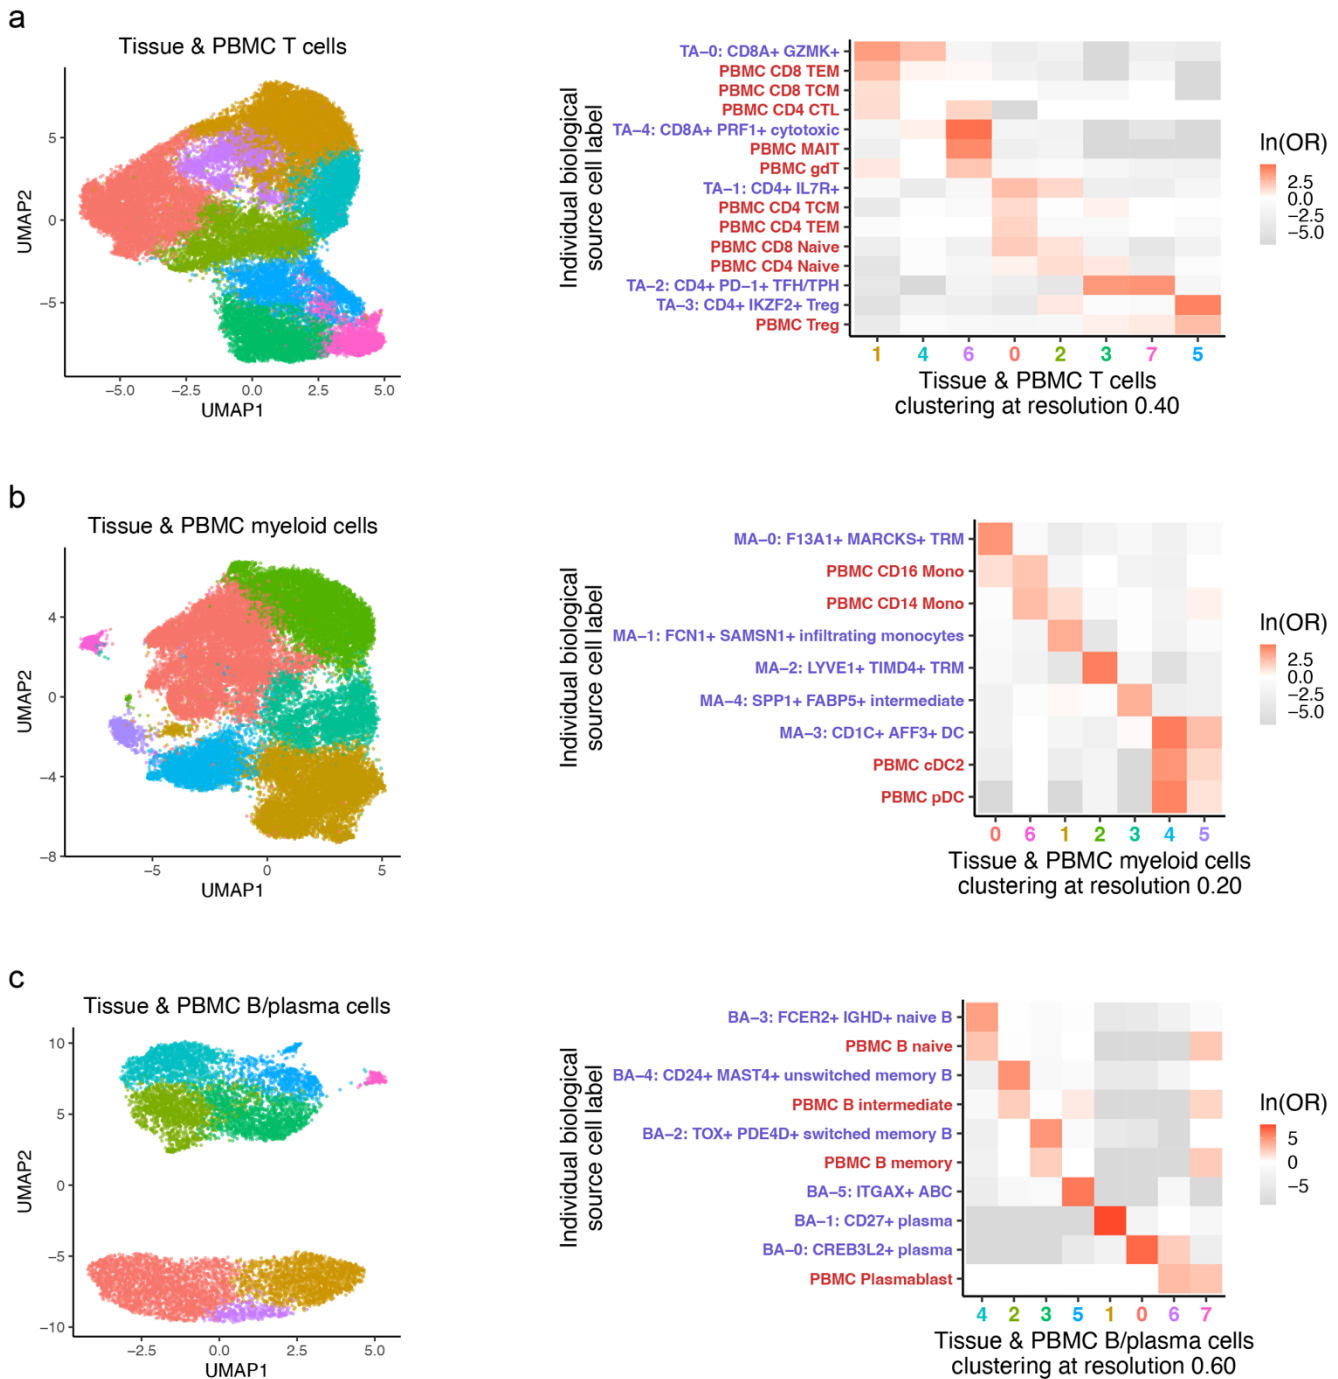 a
Tissue & PBMC T cells
UMAP2
5
0
−5
−5.0
−2.5
0.0
2.5
5.0
UMAP1
Individual biological
source cell label
TA−0: CD8A+ GZMK+
PBMC CD8 TEM
PBMC CD8 TCM
PBMC CD4 CTL
TA−4: CD8A+ PRF1+ cytotoxic
PBMC MAIT
PBMC gdT
TA−1: CD4+ IL7R+
PBMC CD4 TCM
PBMC CD4 TEM
PBMC CD8 Naive
PBMC CD4 Naive
TA−2: CD4+ PD−1+ TFH/TPH
TA−3: CD4+ IKZF2+ Treg
PBMC Treg
1 4 6 0 2 3 7 5
Tissue & PBMC T cells
clustering at resolution 0.40
ln(OR)
2.5
0.0
−2.5
−5.0
b
Tissue & PBMC myeloid cells
UMAP2
4
0
−4
−8
−5
0
5
UMAP1
Individual biological
source cell label
MA−0: F13A1+ MARCKS+ TRM
PBMC CD16 Mono
PBMC CD14 Mono
MA−1: FCN1+ SAMSN1+ infiltrating monocytes
MA−2: LYVE1+ TIMD4+ TRM
MA−4: SPP1+ FABP5+ intermediate
MA−3: CD1C+ AFF3+ DC
PBMC cDC2
PBMC pDC
0 6 1 2 3 4 5
Tissue & PBMC myeloid cells
clustering at resolution 0.20
ln(OR)
2.5
0.0
−2.5
−5.0
c
Tissue & PBMC B/plasma cells
UMAP2
10
5
0
−5
−10
−2.5
0.0
2.5
5.0
UMAP1
Individual biological
source cell label
BA−3: FCER2+ IGHD+ naive B
PBMC B naive
BA−4: CD24+ MAST4+ unswitched memory B
PBMC B intermediate
BA−2: TOX+ PDE4D+ switched memory B
PBMC B memory
BA−5: ITGAX+ ABC
BA−1: CD27+ plasma
BA−0: CREB3L2+ plasma
PBMC Plasmablast
4 2 3 5 1 0 6 7
Tissue & PBMC B/plasma cells
clustering at resolution 0.60
ln(OR)
5
0
−5